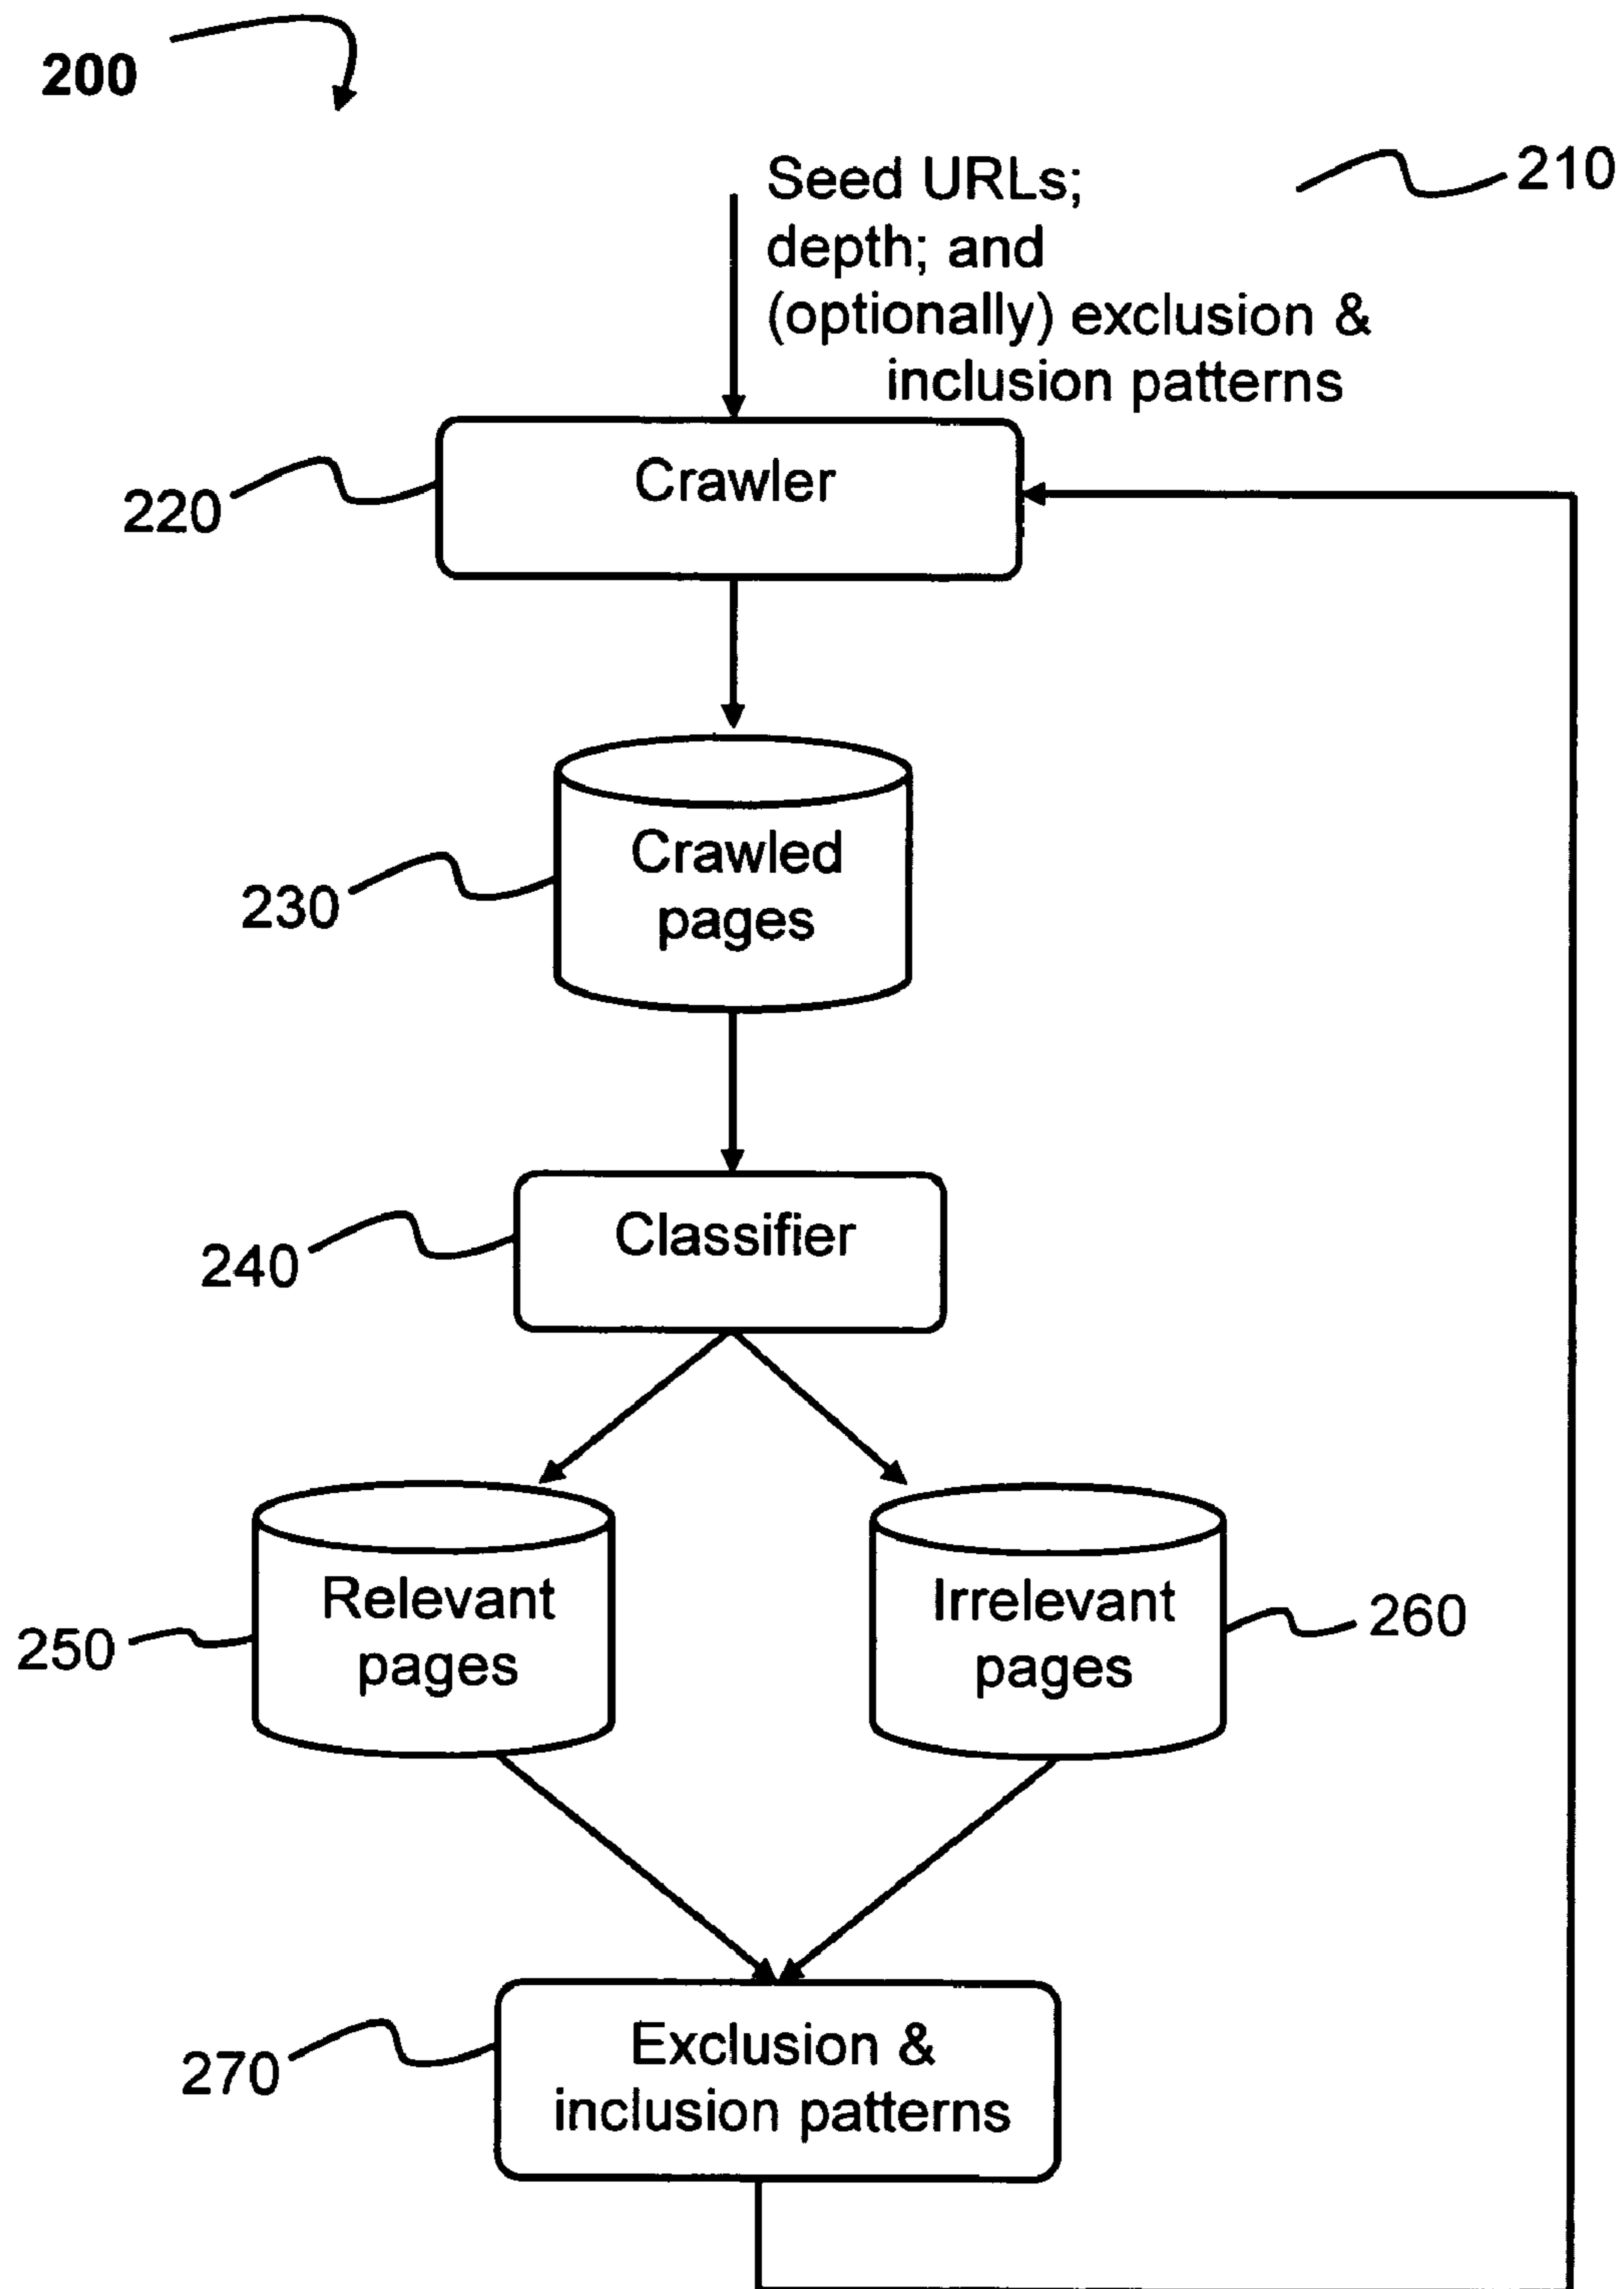 200
210
Seed URLs;
depth; and
(optionally) exclusion &
inclusion patterns
Crawler
220
Crawled
pages
230
Classifier
240
Relevant
pages
250
Irrelevant
pages
260
Exclusion &
inclusion patterns
270